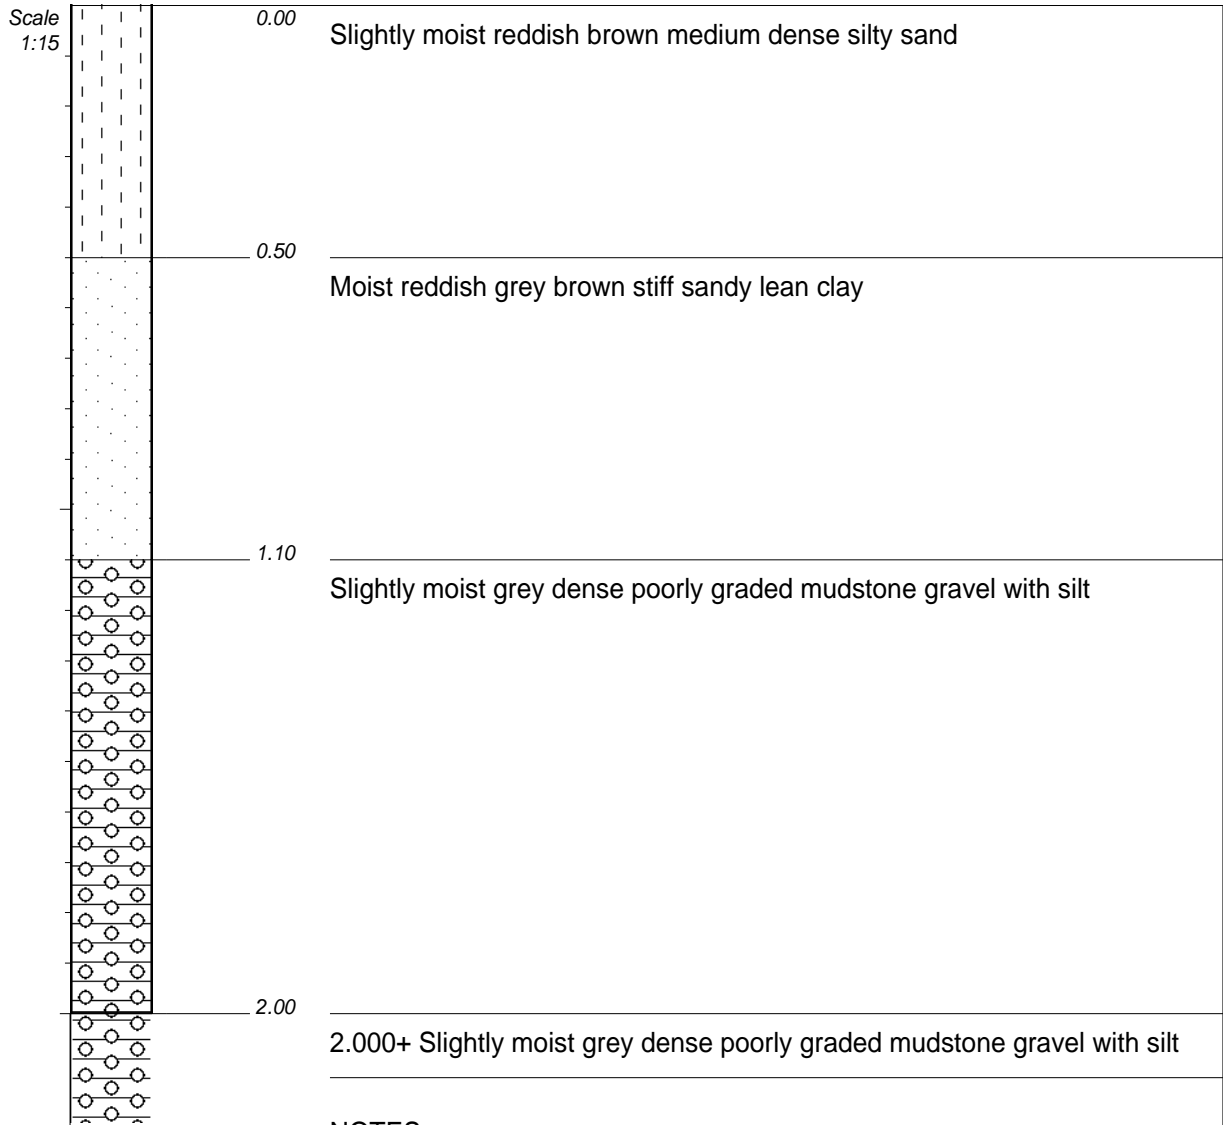 Scale
1:15
0.00
Slightly moist reddish brown medium dense silty sand
0.50
Moist reddish grey brown stiff sandy lean clay
1.10
Slightly moist grey dense poorly graded mudstone gravel with silt
2.00
2.000+ Slightly moist grey dense poorly graded mudstone gravel with silt
NOTES